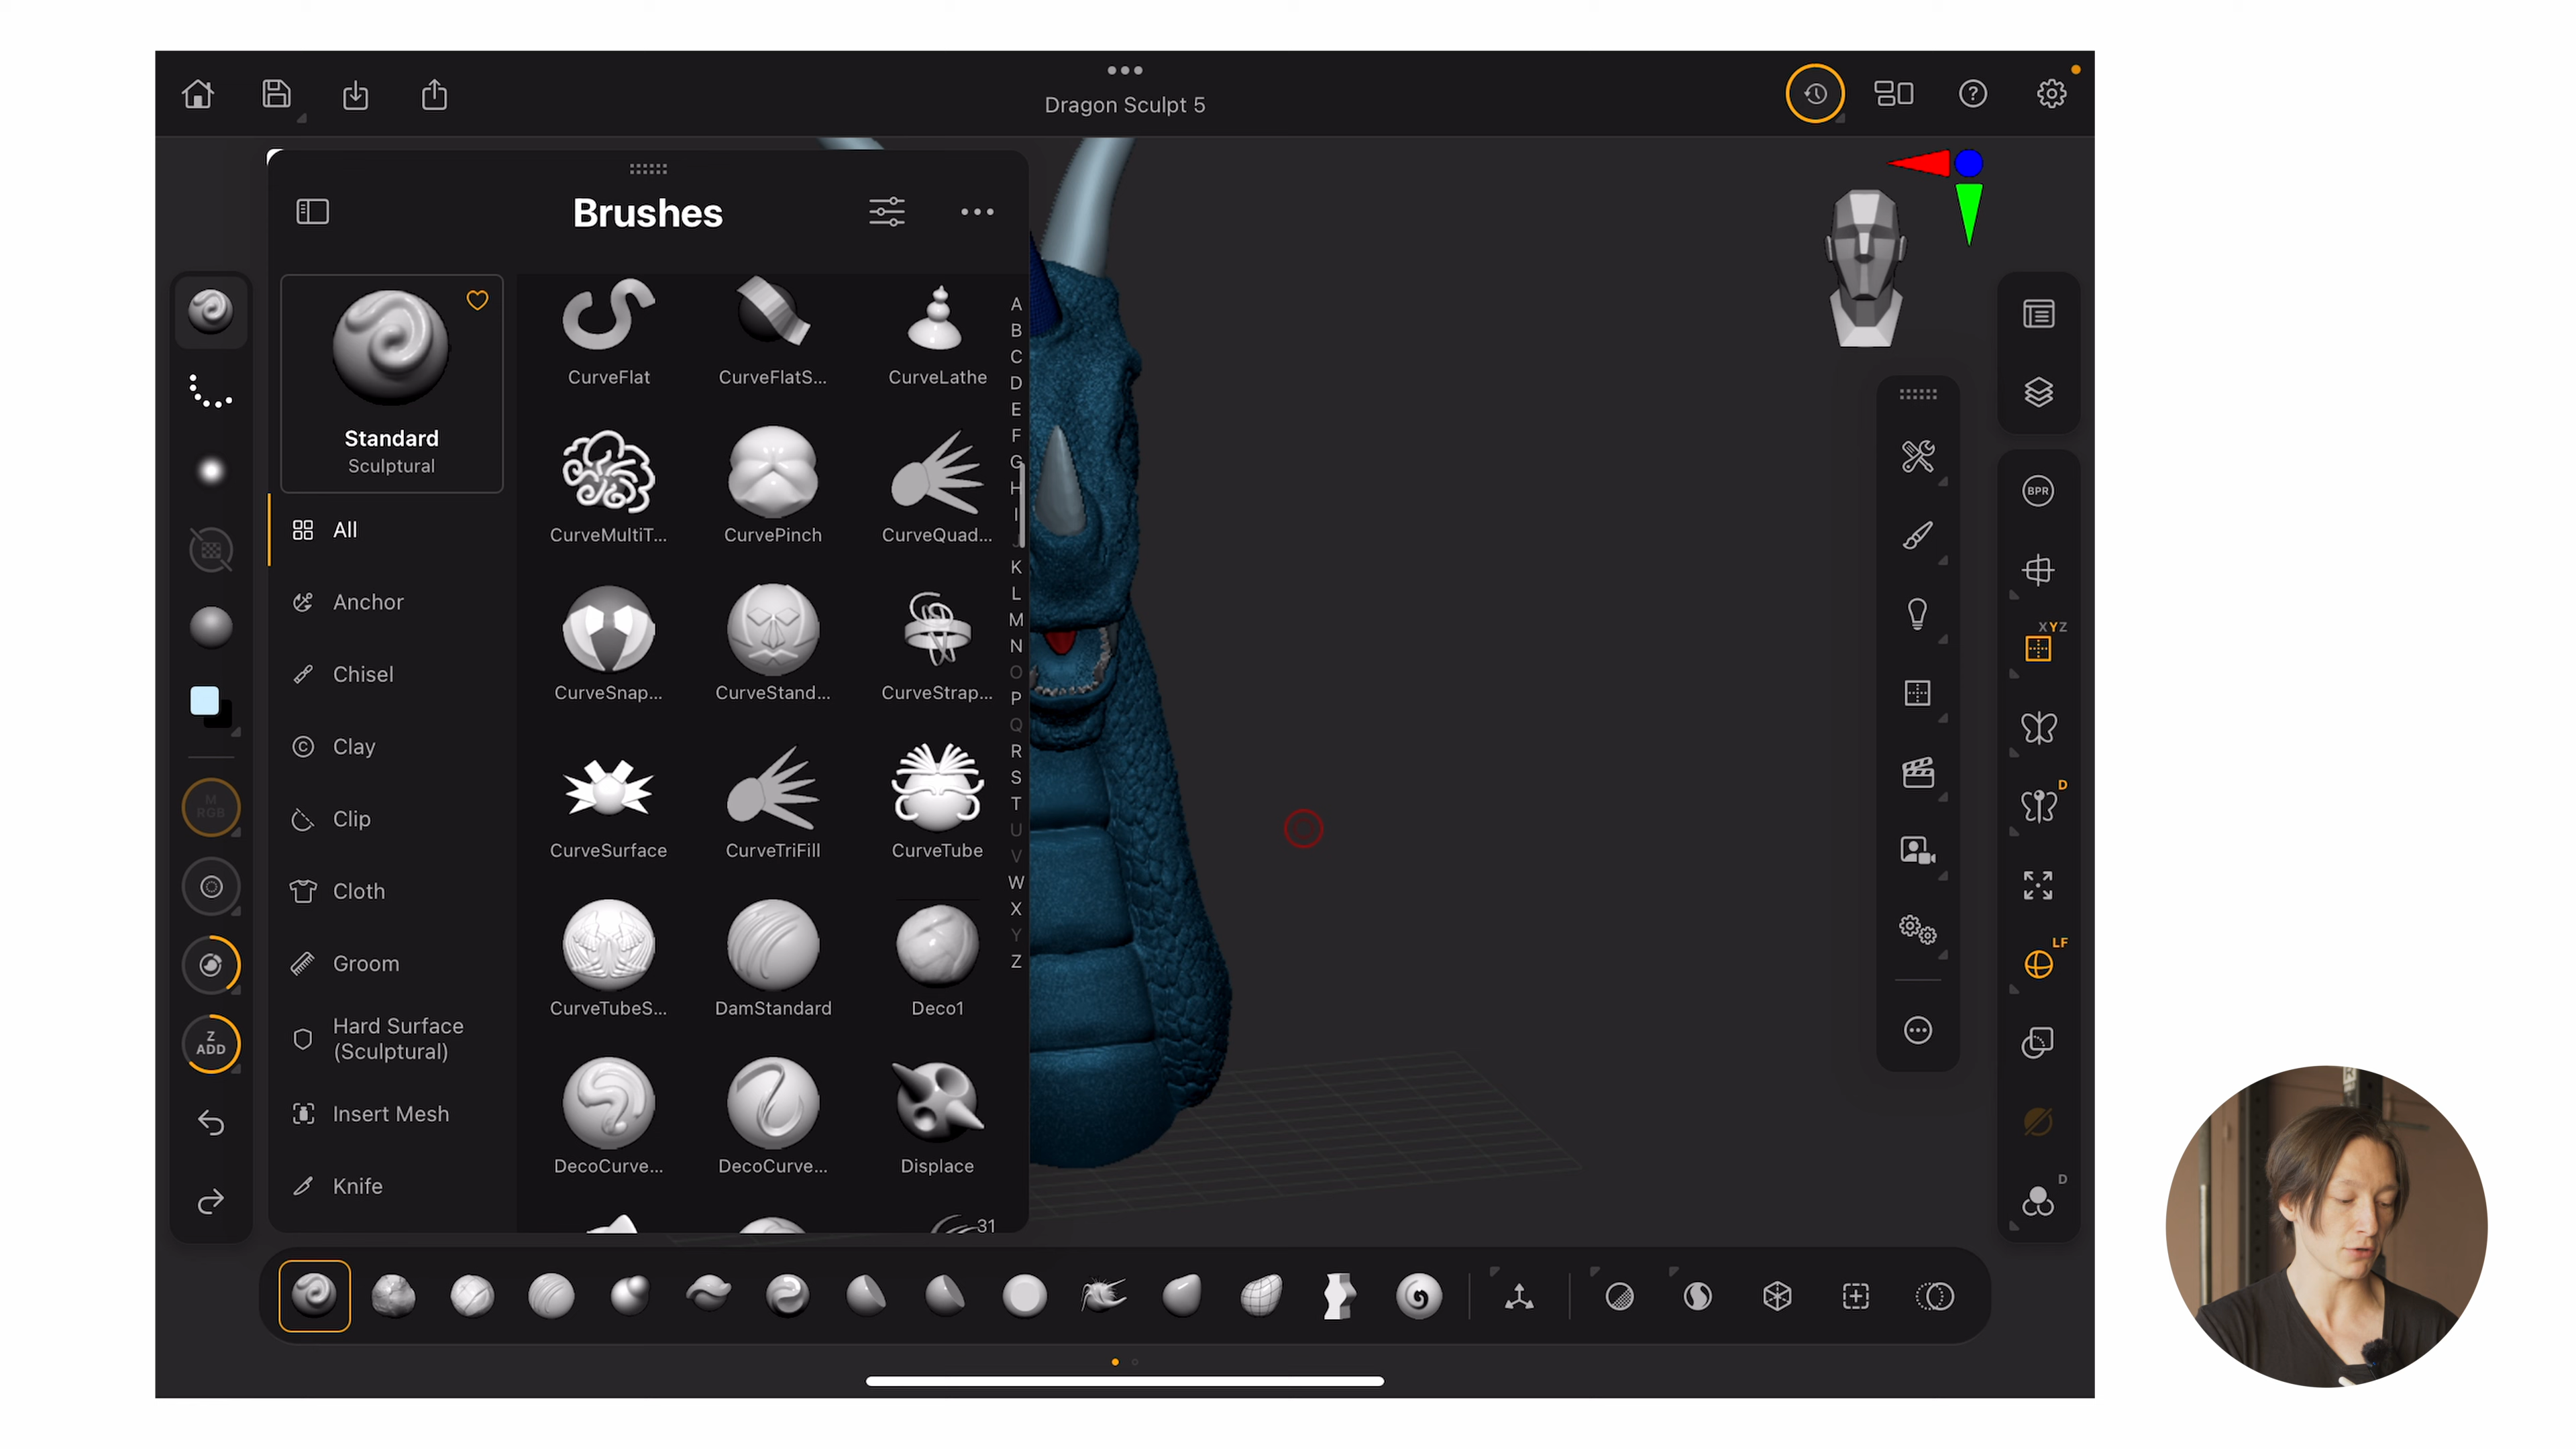 Dragon Sculpt 5
Brushes
Standard
Sculptural
All
Anchor
Chisel
Clay
Clip
Cloth
Groom
Hard Surface
(Sculptural)
Insert Mesh
Knife
CurveFlat
CurveFlatS...
CurveLathe
CurveMultiT...
CurvePinch
CurveQuad...
CurveSnap...
CurveStand...
CurveStrap...
CurveSurface
CurveTriFill
CurveTube
CurveTubeS...
DamStandard
Deco1
DecoCurve...
DecoCurve...
Displace
31
A
B
C
D
E
F
G
H
I
J
K
L
M
N
O
P
Q
R
S
T
U
V
W
X
Y
Z
M
RGB
Z
ADD
BPR
XYZ
D
LF
D